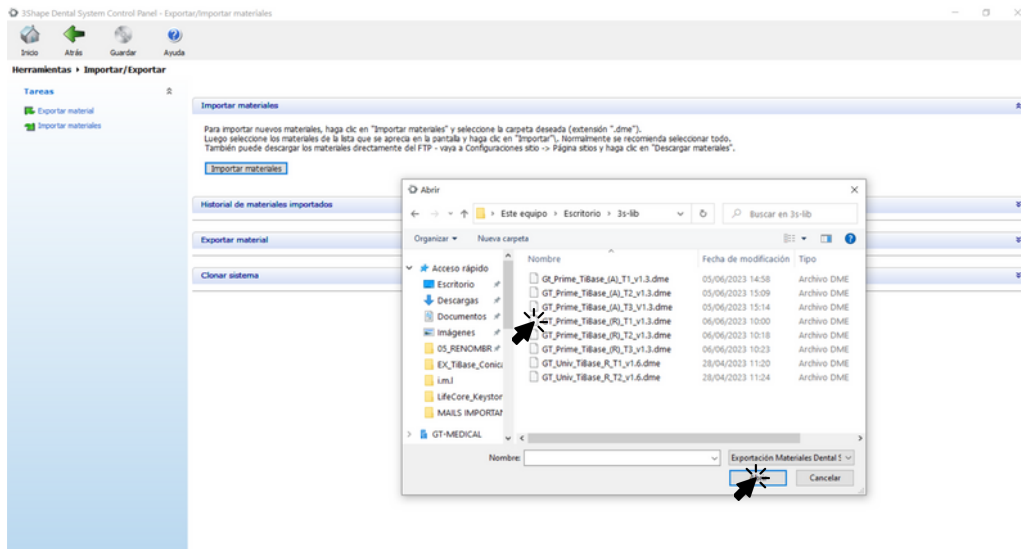 3Shape Dental System Control Panel - Exportar/Importar materiales
Inicio Atrás Guardar Ayuda
Herramientas › Importar/Exportar
Tareas
Exportar material
Importar materiales
Importar materiales
Para importar nuevos materiales, haga clic en "Importar materiales" y seleccione la carpeta deseada (extensión ".dme").
Luego seleccione los materiales de la lista que se aprecia en la pantalla y haga clic en "Importar"\. Normalmente se recomienda seleccionar todo.
También puede descargar los materiales directamente del FTP - vaya a Configuraciones sitio -> Página sitios y haga clic en "Descargar materiales".
Importar materiales
Historial de materiales importados
Exportar material
Clonar sistema
Abrir
Este equipo › Escritorio › 3s-lib
Buscar en 3s-lib
Organizar Nueva carpeta
Acceso rápido
Escritorio
Descargas
Documentos
Imágenes
05_RENOMBR
EX_TiBase_Conica
i.m.l
LifeCore_Keystor
MAILS IMPORTAN
GT-MEDICAL
Nombre Fecha de modificación Tipo
Gt_Prime_TiBase_(A)_T1_v1.3.dme 05/06/2023 14:58 Archivo DME
GT_Prime_TiBase_(A)_T2_v1.3.dme 05/06/2023 15:09 Archivo DME
GT_Prime_TiBase_(A)_T3_V1.3.dme 05/06/2023 15:14 Archivo DME
GT_Prime_TiBase_(R)_T1_v1.3.dme 06/06/2023 10:00 Archivo DME
GT_Prime_TiBase_(R)_T2_v1.3.dme 06/06/2023 10:18 Archivo DME
GT_Prime_TiBase_(R)_T3_v1.3.dme 06/06/2023 10:23 Archivo DME
GT_Univ_TiBase_R_T1_v1.6.dme 28/04/2023 11:20 Archivo DME
GT_Univ_TiBase_R_T2_v1.6.dme 28/04/2023 11:24 Archivo DME
Nombre:
Exportación Materiales Dental S
Cancelar